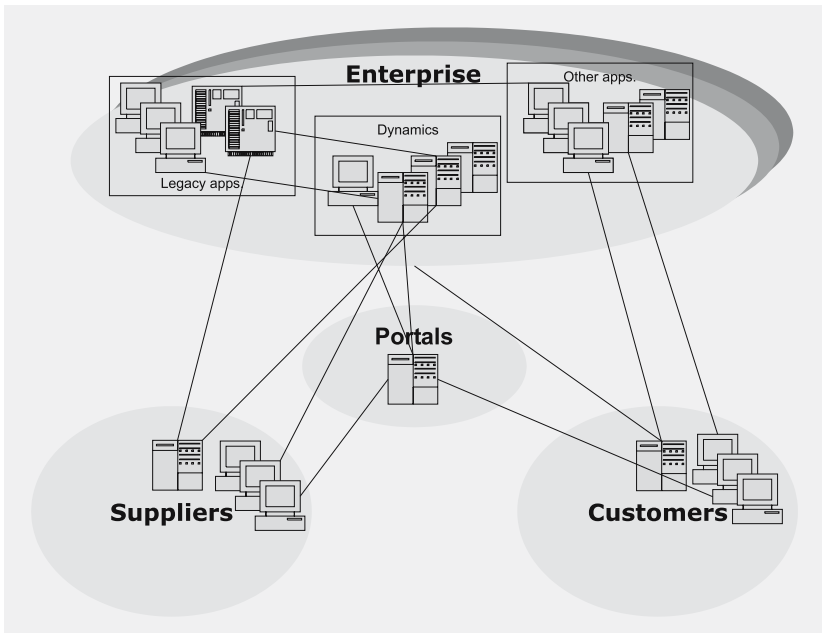 Enterprise
Other apps.
Dynamics
Legacy apps.
Portals
Suppliers
Customers